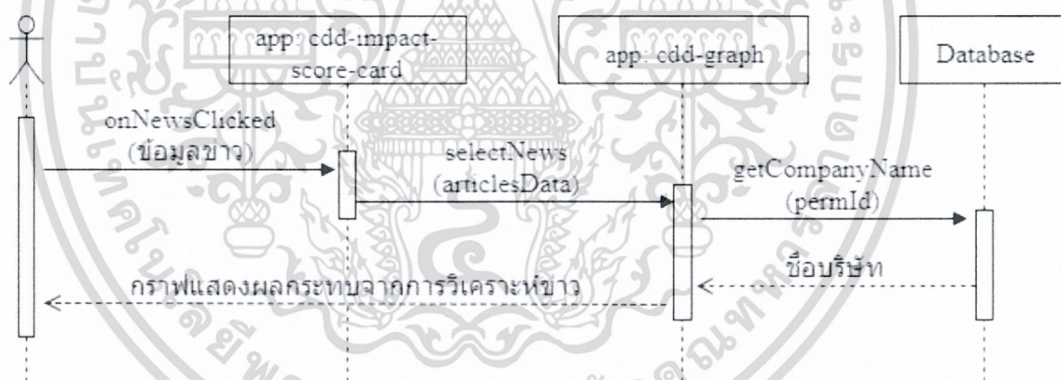 app: cdd-impact-
score-card
app: cdd-graph
Database
onNewsClicked
(ข้อมูลข่าว)
selectNews
(articlesData)
getCompanyName
(permId)
ชื่อบริษัท
กราฟแสดงผลกระทบจากการวิเคราะห์ข่าว